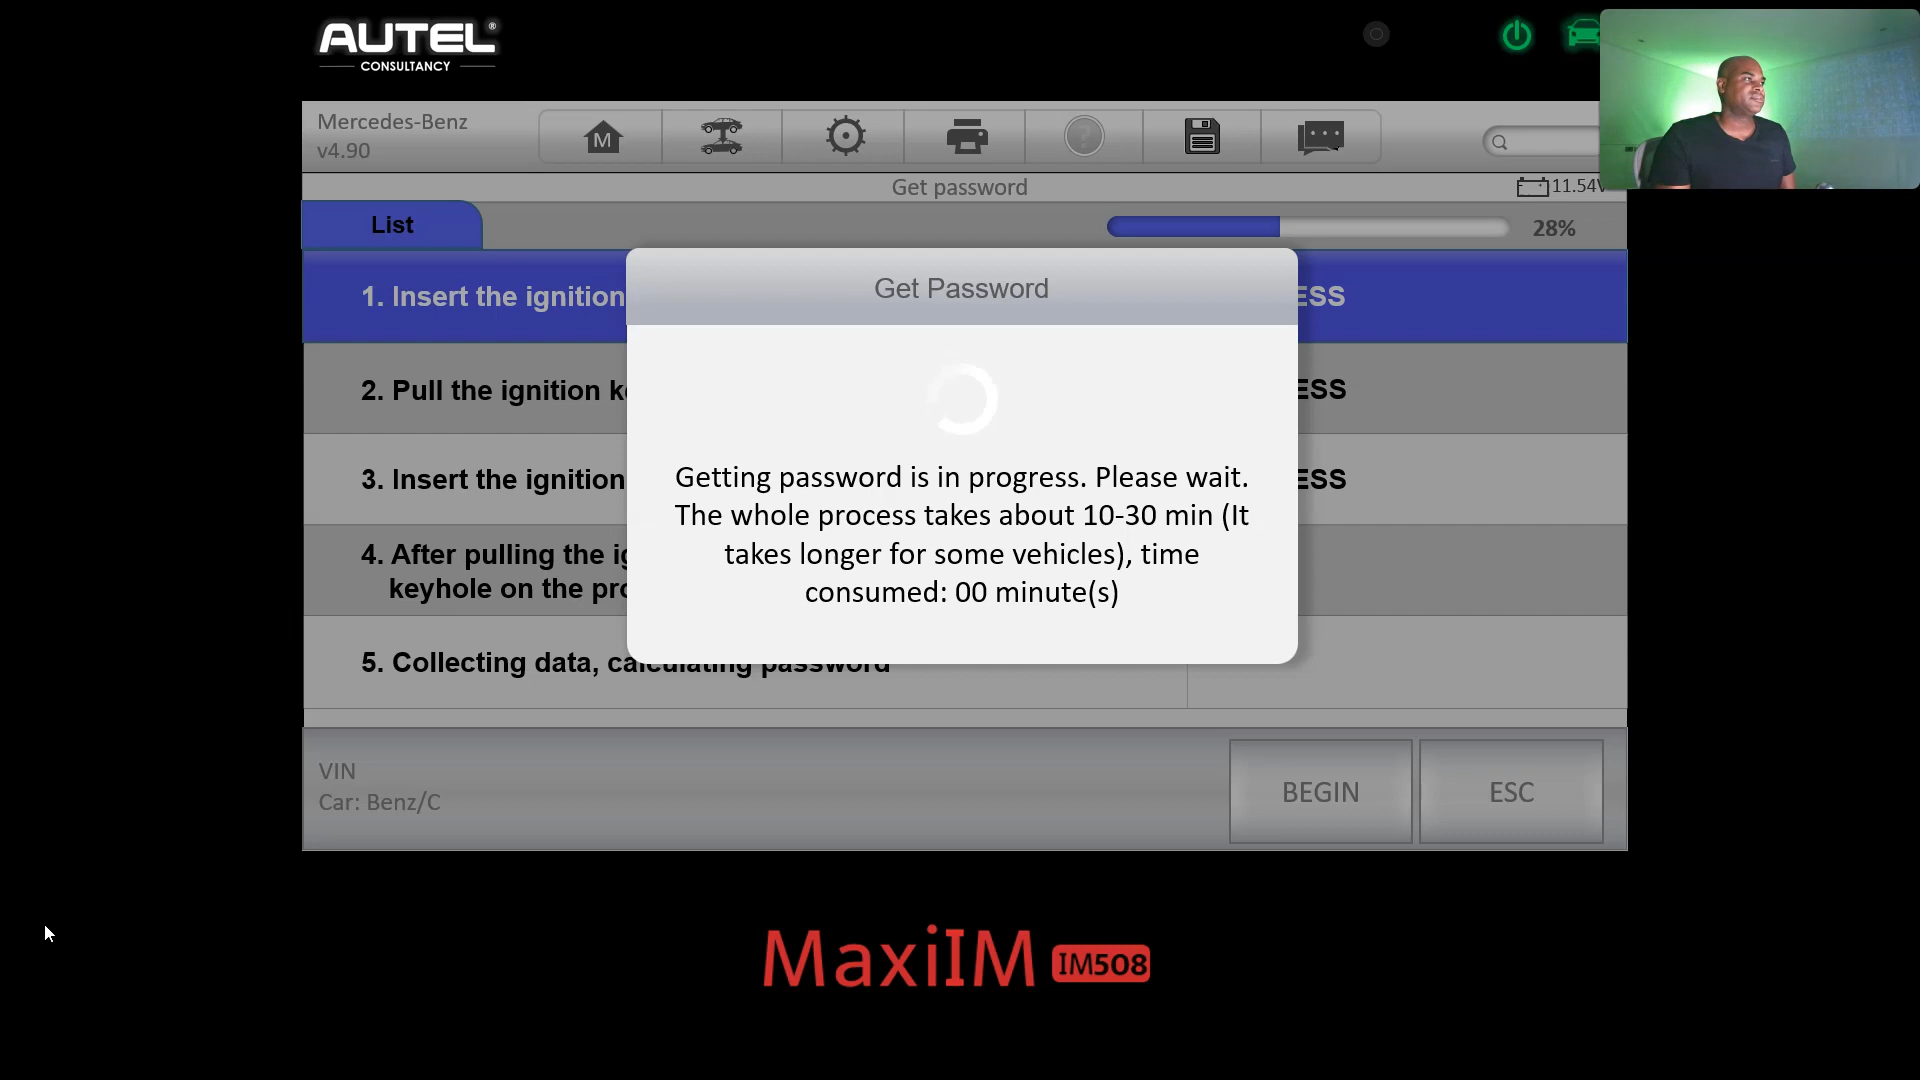 AUTEL®
CONSULTANCY
Mercedes-Benz
v4.90
M
?
Get password
11.54V
List
28%
Get Password
1. Insert the ignition
ESS
2. Pull the ignition
ESS
3. Insert the ignition
ESS
4. After pulling the
keyhole on the
5. Collecting data, calculating password
Getting password is in progress. Please wait.
The whole process takes about 10-30 min (It
takes longer for some vehicles), time
consumed: 00 minute(s)
VIN
Car: Benz/C
BEGIN
ESC
MaxiIM IM508